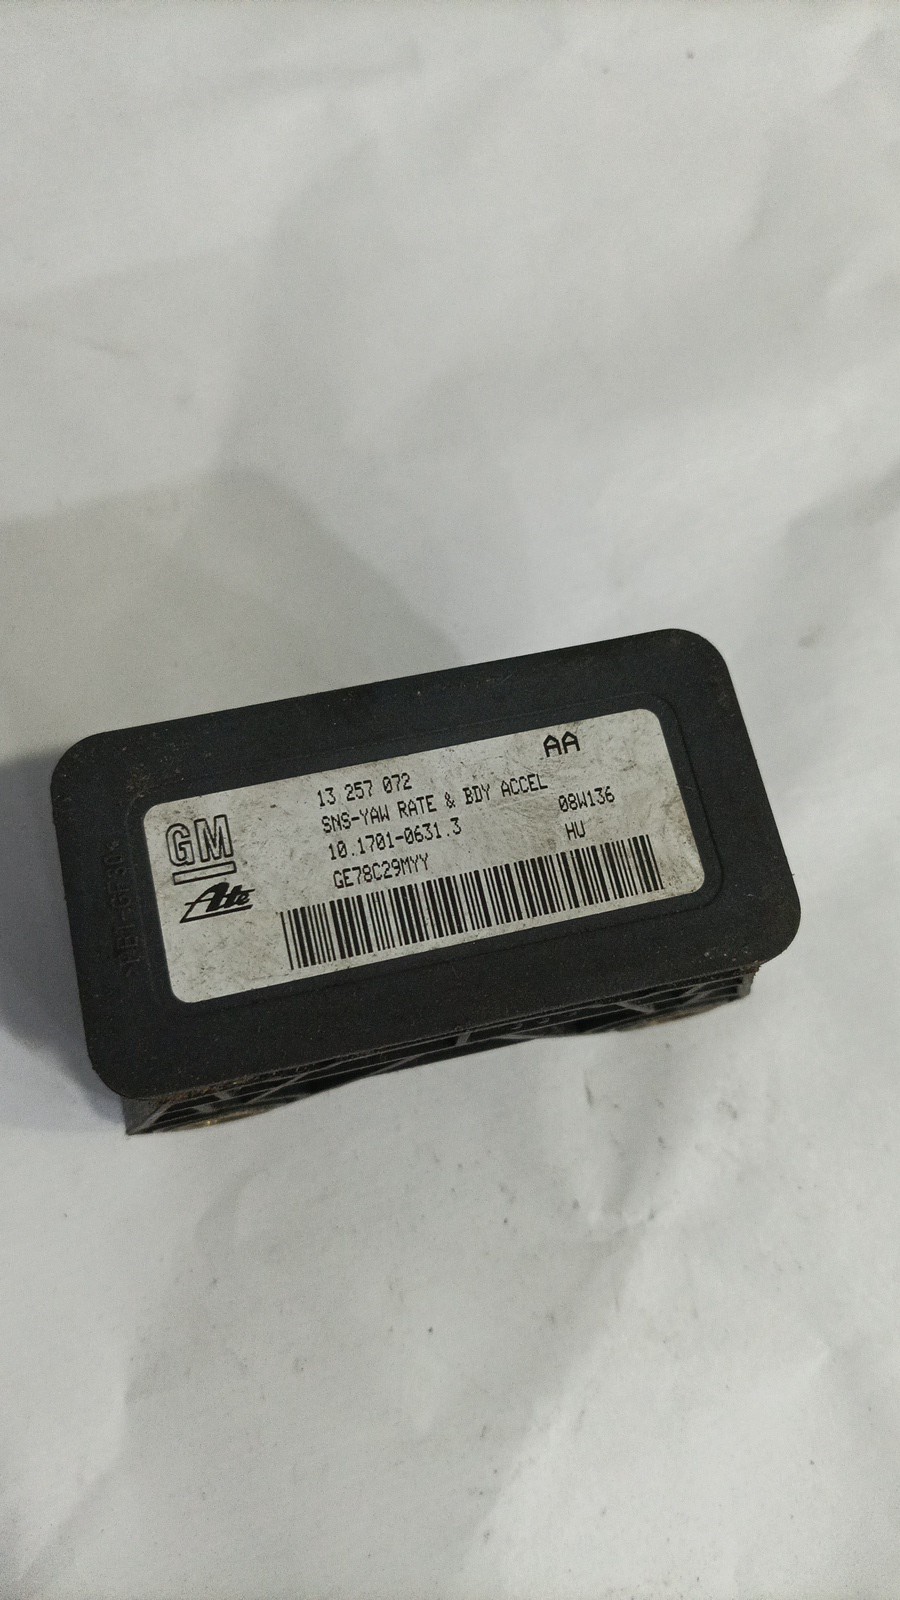 AA
13 257 072
SNS-YAW RATE & BDY ACCEL
10.1701-0631.3
08W136
GE78C29MYY
HU
GM
Ate